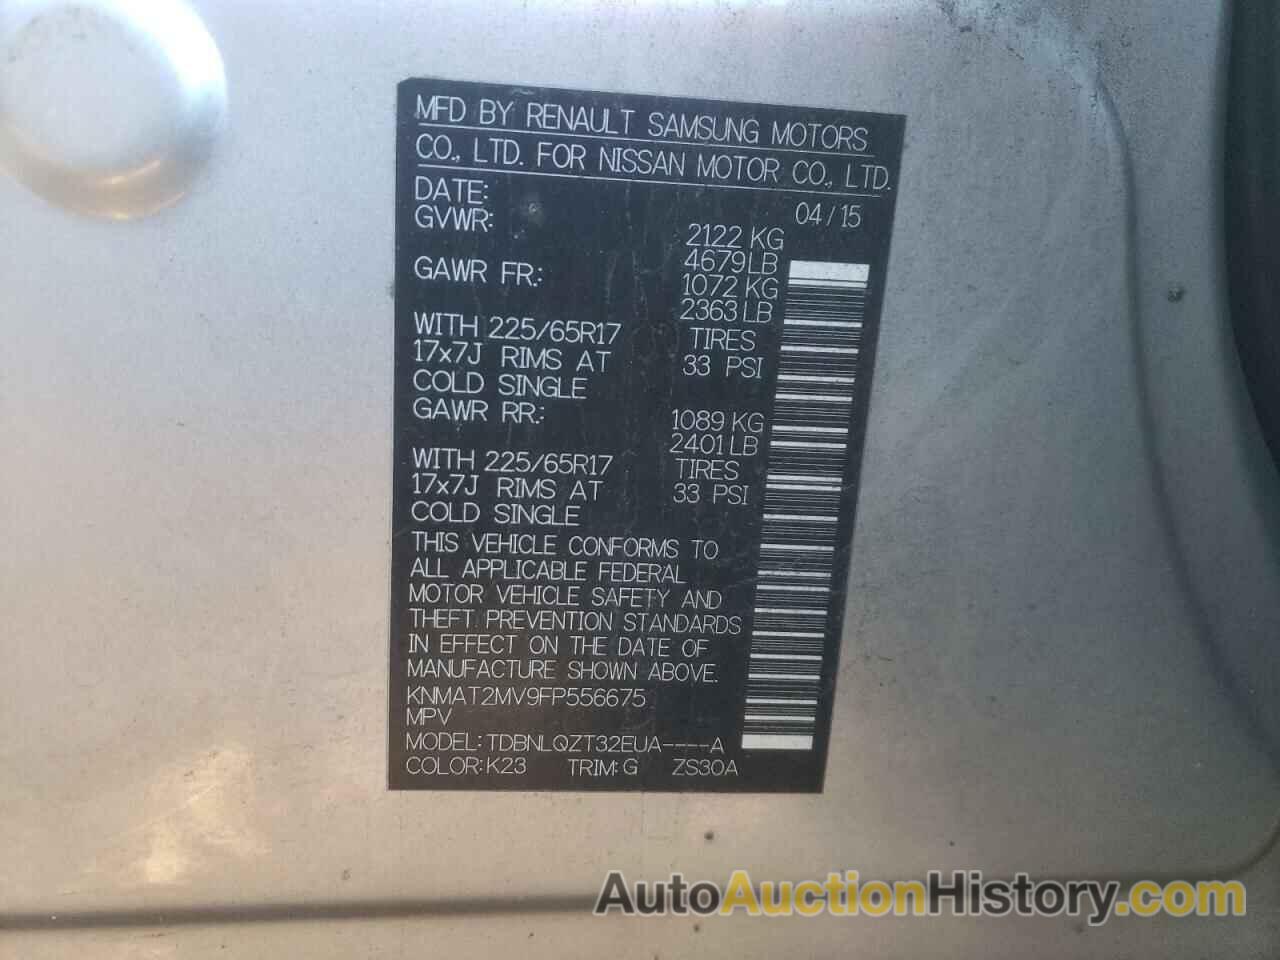 MFD BY RENAULT SAMSUNG MOTORS
CO., LTD. FOR NISSAN MOTOR CO., LTD.
DATE: 04/15
GVWR: 2122 KG
4679 LB
GAWR FR.: 1072 KG
2363 LB
WITH 225/65R17 TIRES
17x7J RIMS AT 33 PSI
COLD SINGLE
GAWR RR.: 1089 KG
2401 LB
WITH 225/65R17 TIRES
17x7J RIMS AT 33 PSI
COLD SINGLE
THIS VEHICLE CONFORMS TO
ALL APPLICABLE FEDERAL
MOTOR VEHICLE SAFETY AND
THEFT PREVENTION STANDARDS
IN EFFECT ON THE DATE OF
MANUFACTURE SHOWN ABOVE.
KNMAT2MV9FP556675
MPV
MODEL: TDBNLQZT32EUA----A
COLOR: K23 TRIM: G ZS30A
AutoAuctionHistory.com